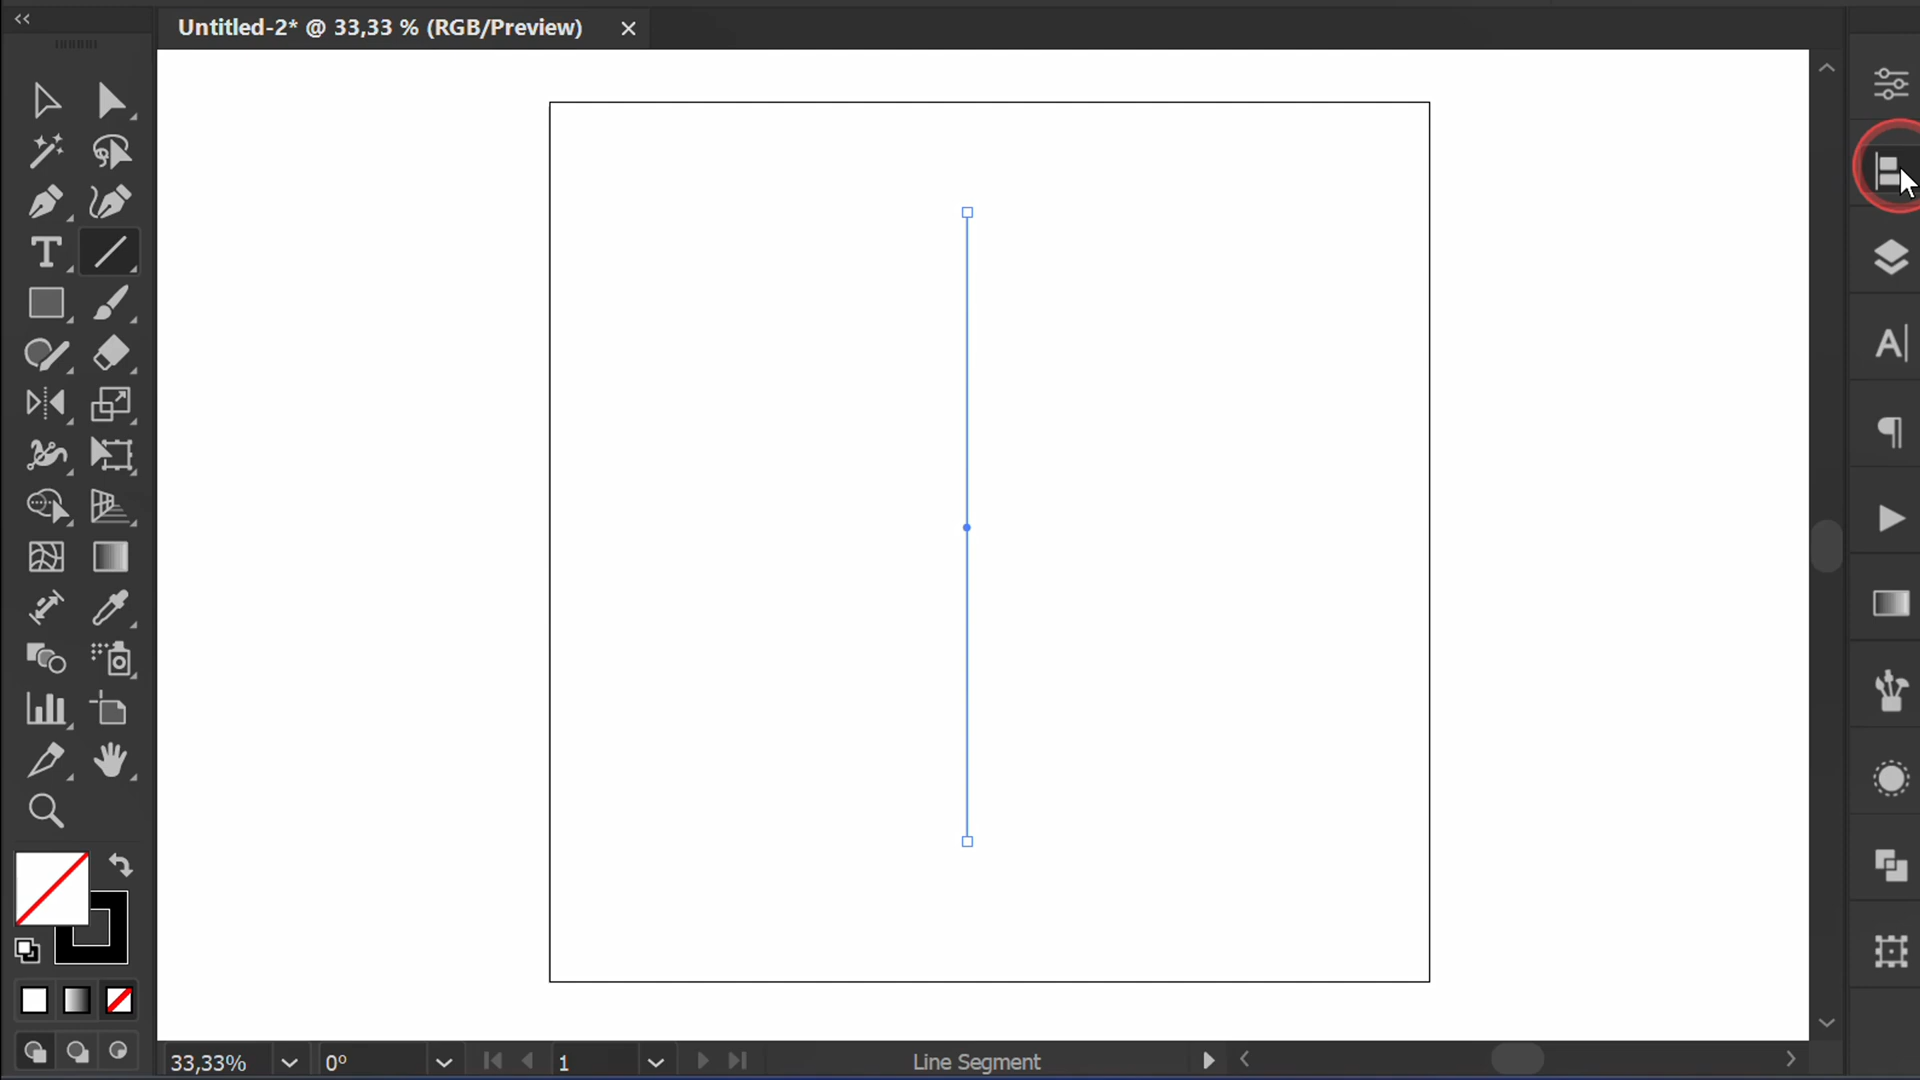 Untitled-2* @ 33,33 % (RGB/Preview)
33,33%
0°
1
Line Segment